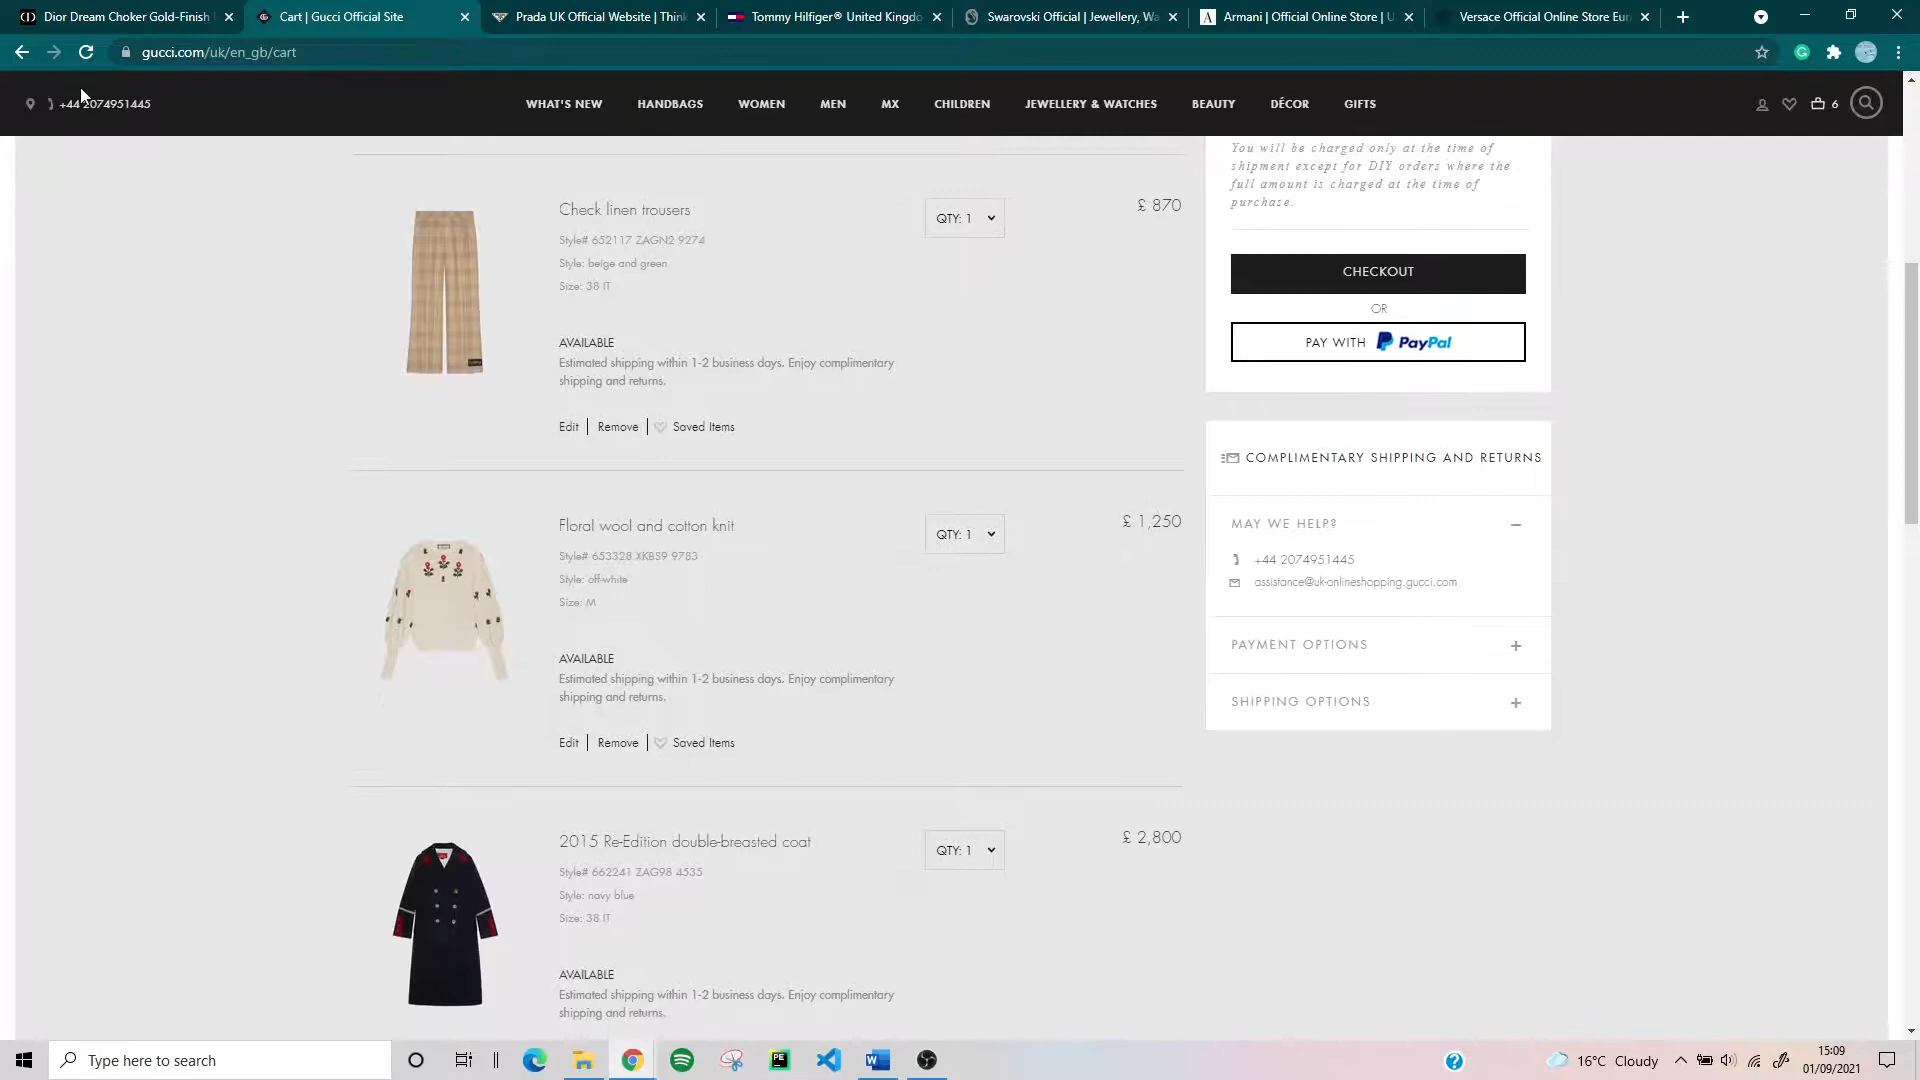 Dior Dream Choker Gold-Finish
Cart | Gucci Official Site
Prada UK Official Website | Thin
Tommy Hilfiger® United Kingdo
Swarovski Official | Jewellery, Wa
Armani | Official Online Store | U
Versace Official Online Store Eur
gucci.com/uk/en_gb/cart
+44 2074951445
WHAT'S NEW
HANDBAGS
WOMEN
MEN
MX
CHILDREN
JEWELLERY & WATCHES
BEAUTY
DÉCOR
GIFTS
6
Check linen trousers
Style# 652117 ZAGN2 9274
Style: beige and green
Size: 38 IT
QTY: 1
£ 870
AVAILABLE
Estimated shipping within 1-2 business days. Enjoy complimentary
shipping and returns.
Edit | Remove | Saved Items
Floral wool and cotton knit
Style# 653328 XKBS9 9783
Style: off-white
Size: M
QTY: 1
£ 1,250
AVAILABLE
Estimated shipping within 1-2 business days. Enjoy complimentary
shipping and returns.
Edit | Remove | Saved Items
2015 Re-Edition double-breasted coat
Style# 662241 ZAG98 4535
Style: navy blue
Size: 38 IT
QTY: 1
£ 2,800
AVAILABLE
Estimated shipping within 1-2 business days. Enjoy complimentary
shipping and returns.
You will be charged only at the time of
shipment except for DIY orders where the
full amount is charged at the time of
purchase.
CHECKOUT
OR
PAY WITH PayPal
COMPLIMENTARY SHIPPING AND RETURNS
MAY WE HELP?
+44 2074951445
assistance@uk-onlineshopping.gucci.com
PAYMENT OPTIONS
SHIPPING OPTIONS
Type here to search
16°C Cloudy
15:09
01/09/2021